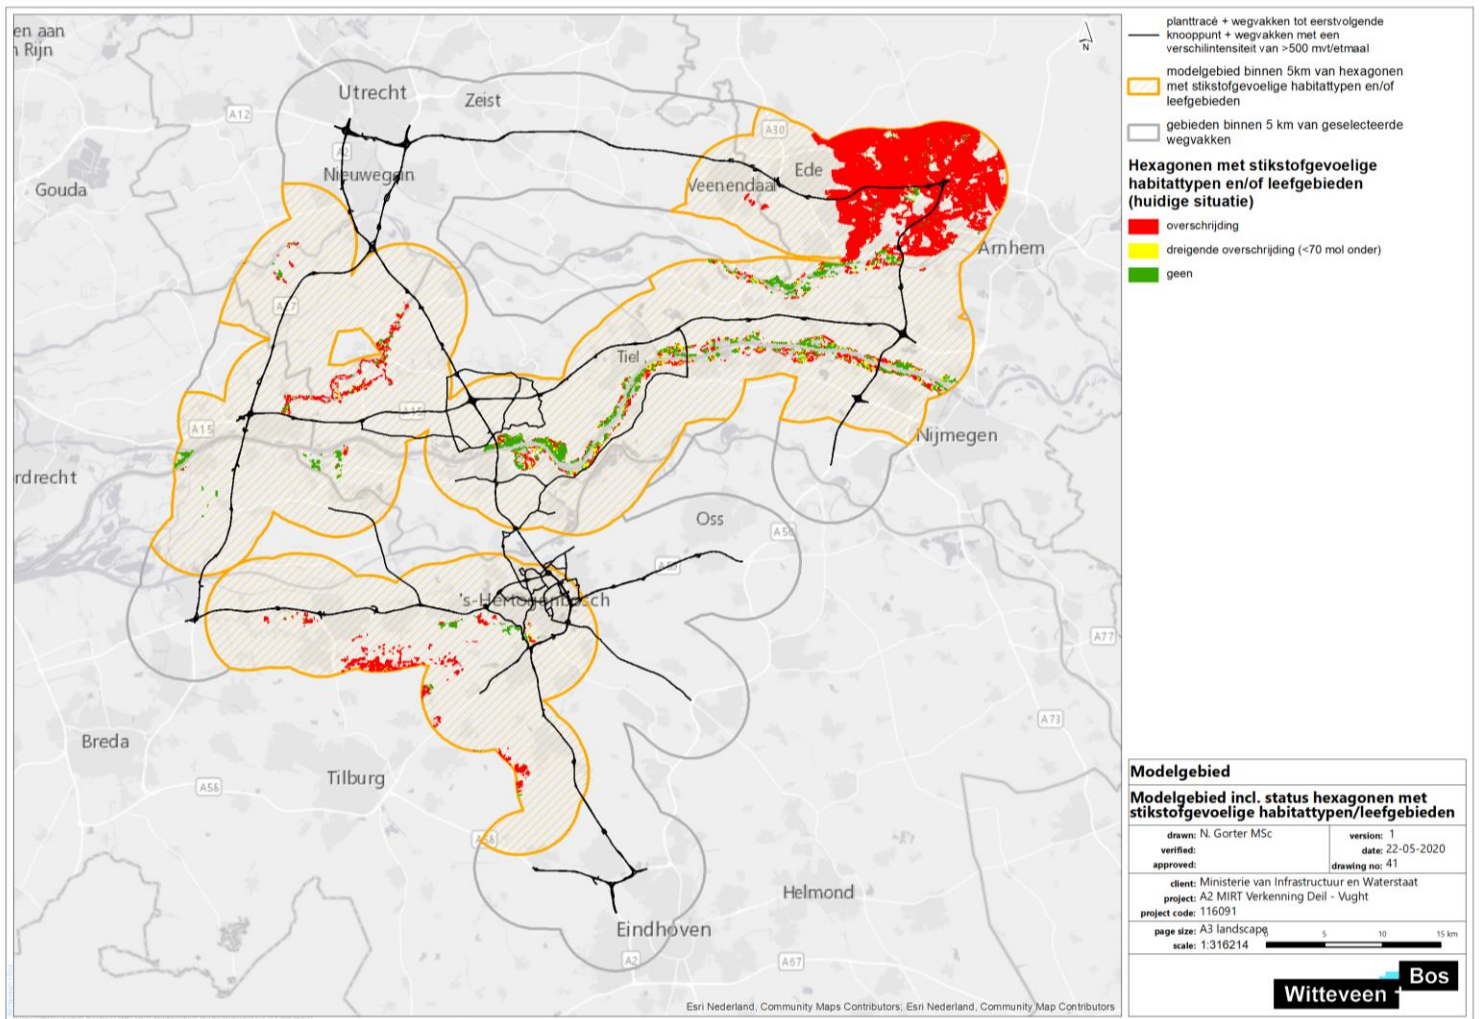 en aan
n Rijn
Utrecht
Zeist
A12
A30
A2
Nieuwegein
Ede
Gouda
Veenendaal
Arnhem
A27
Tiel
A15
A15
Nijmegen
rdrecht
Oss
A50
A59
's-Hertogenbosch
A77
A73
Breda
Tilburg
A58
A58
Helmond
Eindhoven
A2
A67
Esri Nederland, Community Maps Contributors; Esri Nederland, Community Map Contributors
N
planttracé + wegvakken tot eerstvolgende
knooppunt + wegvakken met een
verschilintensiteit van >500 mvt/etmaal
modelgebied binnen 5km van hexagonen
met stikstofgevoelige habitattypen en/of
leefgebieden
gebieden binnen 5 km van geselecteerde
wegvakken
Hexagonen met stikstofgevoelige
habitattypen en/of leefgebieden
(huidige situatie)
overschrijding
dreigende overschrijding (<70 mol onder)
geen
Modelgebied
Modelgebied incl. status hexagonen met
stikstofgevoelige habitattypen/leefgebieden
drawn: N. Gorter MSc
version: 1
verified:
date: 22-05-2020
approved:
drawing no: 41
client: Ministerie van Infrastructuur en Waterstaat
project: A2 MIRT Verkenning Deil - Vught
project code: 116091
page size: A3 landscape
scale: 1:316214
0 5 10 15 km
Witteveen + Bos